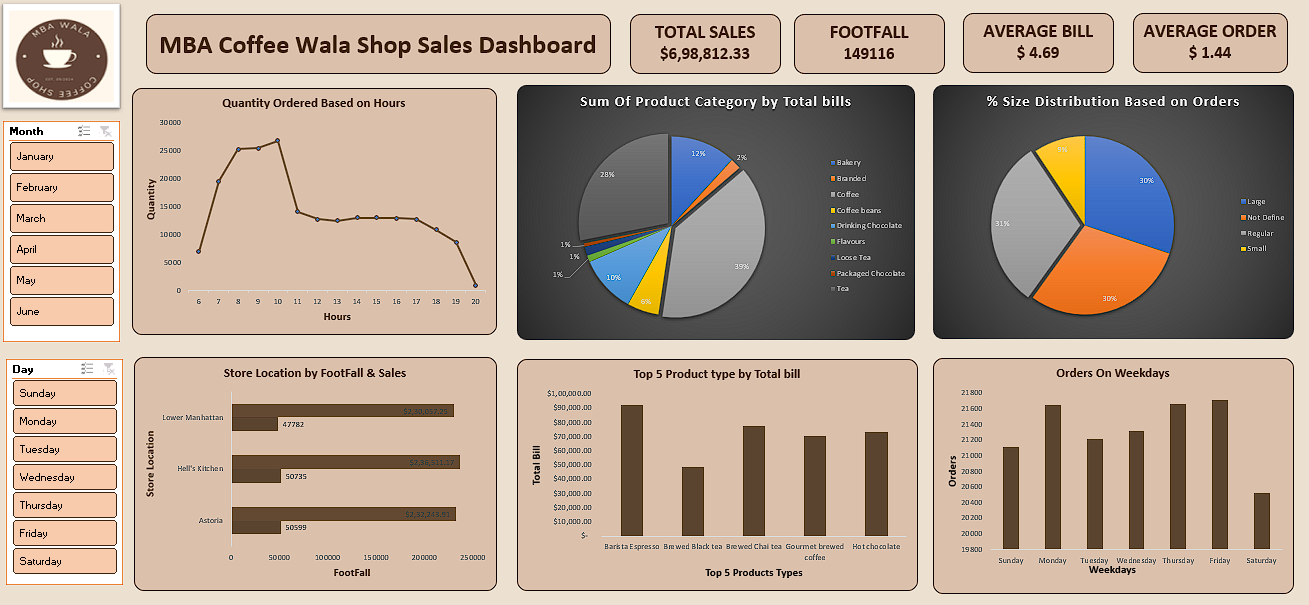 MBA WALA
COFFEE SHOP
MBA Coffee Wala Shop Sales Dashboard
TOTAL SALES
$6,98,812.33
FOOTFALL
149116
AVERAGE BILL
$ 4.69
AVERAGE ORDER
$ 1.44
Month
January
February
March
April
May
June
Quantity Ordered Based on Hours
Quantity
30000
25000
20000
15000
10000
5000
0
6 7 8 9 10 11 12 13 14 15 16 17 18 19 20
Hours
Sum Of Product Category by Total bills
12%
2%
39%
6%
10%
1%
1%
1%
28%
Bakery
Branded
Coffee
Coffee beans
Drinking Chocolate
Flavours
Loose Tea
Packaged Chocolate
Tea
% Size Distribution Based on Orders
30%
30%
31%
9%
Large
Not Define
Regular
Small
Day
Sunday
Monday
Tuesday
Wednesday
Thursday
Friday
Saturday
Store Location by FootFall & Sales
Store Location
Lower Manhattan
47782
Hell's Kitchen
50735
Astoria
50599
0 50000 100000 150000 200000 250000
FootFall
Top 5 Product type by Total bill
Total Bill
$1,00,000.00
$90,000.00
$80,000.00
$70,000.00
$60,000.00
$50,000.00
$40,000.00
$30,000.00
$20,000.00
$10,000.00
$-
Barista Espresso Brewed Black tea Brewed Chai tea Gourmet brewed coffee Hot chocolate
Top 5 Products Types
Orders On Weekdays
Orders
21800
21600
21400
21200
21000
20800
20600
20400
20200
20000
19800
Sunday Monday Tuesday Wednesday Thursday Friday Saturday
Weekdays